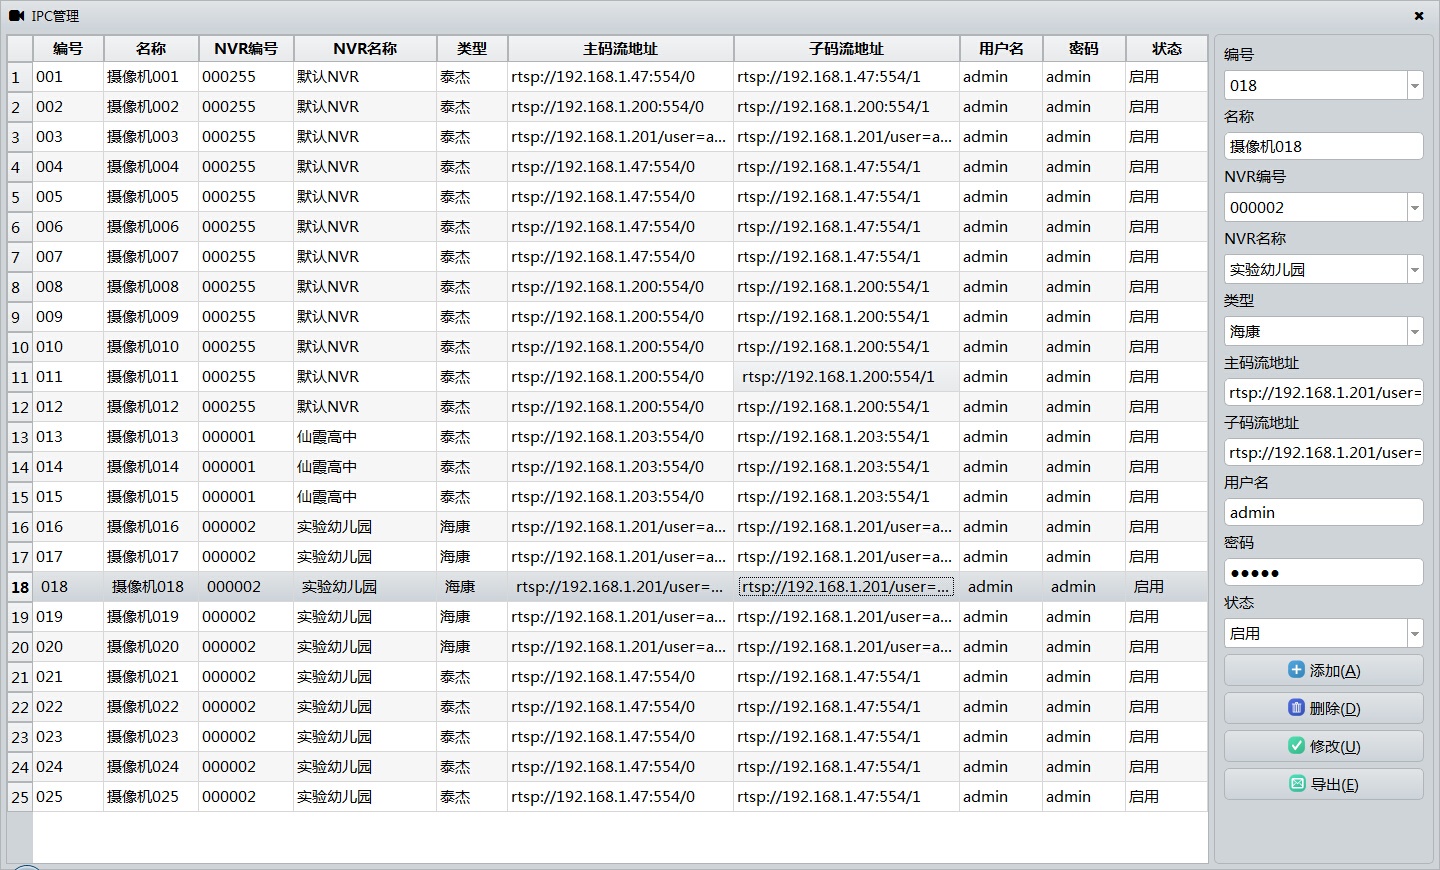 IPC管理
编号 名称 NVR编号 NVR名称 类型 主码流地址 子码流地址 用户名 密码 状态
1 001 摄像机001 000255 默认NVR 泰杰 rtsp://192.168.1.47:554/0 rtsp://192.168.1.47:554/1 admin admin 启用
2 002 摄像机002 000255 默认NVR 泰杰 rtsp://192.168.1.200:554/0 rtsp://192.168.1.200:554/1 admin admin 启用
3 003 摄像机003 000255 默认NVR 泰杰 rtsp://192.168.1.201/user=a... rtsp://192.168.1.201/user=a... admin admin 启用
4 004 摄像机004 000255 默认NVR 泰杰 rtsp://192.168.1.47:554/0 rtsp://192.168.1.47:554/1 admin admin 启用
5 005 摄像机005 000255 默认NVR 泰杰 rtsp://192.168.1.47:554/0 rtsp://192.168.1.47:554/1 admin admin 启用
6 006 摄像机006 000255 默认NVR 泰杰 rtsp://192.168.1.47:554/0 rtsp://192.168.1.47:554/1 admin admin 启用
7 007 摄像机007 000255 默认NVR 泰杰 rtsp://192.168.1.47:554/0 rtsp://192.168.1.47:554/1 admin admin 启用
8 008 摄像机008 000255 默认NVR 泰杰 rtsp://192.168.1.200:554/0 rtsp://192.168.1.200:554/1 admin admin 启用
9 009 摄像机009 000255 默认NVR 泰杰 rtsp://192.168.1.200:554/0 rtsp://192.168.1.200:554/1 admin admin 启用
10 010 摄像机010 000255 默认NVR 泰杰 rtsp://192.168.1.200:554/0 rtsp://192.168.1.200:554/1 admin admin 启用
11 011 摄像机011 000255 默认NVR 泰杰 rtsp://192.168.1.200:554/0 rtsp://192.168.1.200:554/1 admin admin 启用
12 012 摄像机012 000255 默认NVR 泰杰 rtsp://192.168.1.200:554/0 rtsp://192.168.1.200:554/1 admin admin 启用
13 013 摄像机013 000001 仙霞高中 泰杰 rtsp://192.168.1.203:554/0 rtsp://192.168.1.203:554/1 admin admin 启用
14 014 摄像机014 000001 仙霞高中 泰杰 rtsp://192.168.1.203:554/0 rtsp://192.168.1.203:554/1 admin admin 启用
15 015 摄像机015 000001 仙霞高中 泰杰 rtsp://192.168.1.203:554/0 rtsp://192.168.1.203:554/1 admin admin 启用
16 016 摄像机016 000002 实验幼儿园 海康 rtsp://192.168.1.201/user=a... rtsp://192.168.1.201/user=a... admin admin 启用
17 017 摄像机017 000002 实验幼儿园 海康 rtsp://192.168.1.201/user=a... rtsp://192.168.1.201/user=a... admin admin 启用
18 018 摄像机018 000002 实验幼儿园 海康 rtsp://192.168.1.201/user=... rtsp://192.168.1.201/user=... admin admin 启用
19 019 摄像机019 000002 实验幼儿园 海康 rtsp://192.168.1.201/user=a... rtsp://192.168.1.201/user=a... admin admin 启用
20 020 摄像机020 000002 实验幼儿园 海康 rtsp://192.168.1.201/user=a... rtsp://192.168.1.201/user=a... admin admin 启用
21 021 摄像机021 000002 实验幼儿园 泰杰 rtsp://192.168.1.47:554/0 rtsp://192.168.1.47:554/1 admin admin 启用
22 022 摄像机022 000002 实验幼儿园 泰杰 rtsp://192.168.1.47:554/0 rtsp://192.168.1.47:554/1 admin admin 启用
23 023 摄像机023 000002 实验幼儿园 泰杰 rtsp://192.168.1.47:554/0 rtsp://192.168.1.47:554/1 admin admin 启用
24 024 摄像机024 000002 实验幼儿园 泰杰 rtsp://192.168.1.47:554/0 rtsp://192.168.1.47:554/1 admin admin 启用
25 025 摄像机025 000002 实验幼儿园 泰杰 rtsp://192.168.1.47:554/0 rtsp://192.168.1.47:554/1 admin admin 启用
编号
018
名称
摄像机018
NVR编号
000002
NVR名称
实验幼儿园
类型
海康
主码流地址
rtsp://192.168.1.201/user=
子码流地址
rtsp://192.168.1.201/user=
用户名
admin
密码
●●●●●
状态
启用
添加(A)
删除(D)
修改(U)
导出(E)